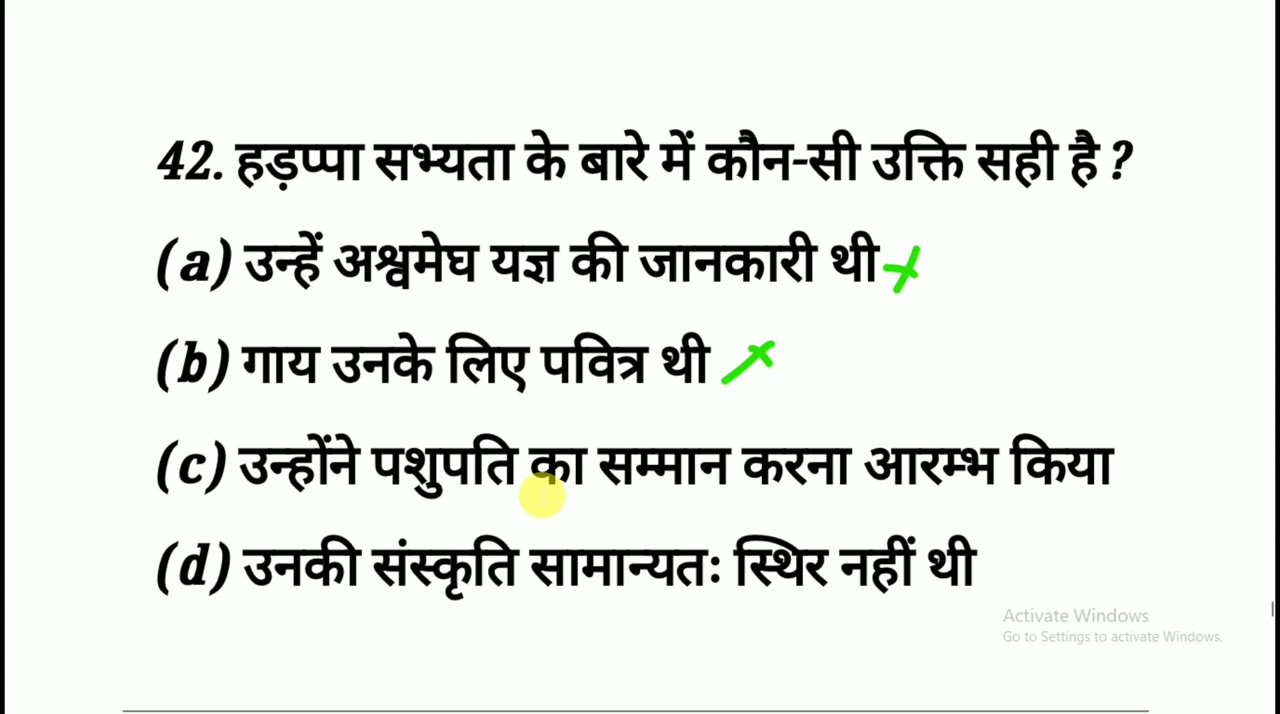 42. हड़प्पा सभ्यता के बारे में कौन-सी उक्ति सही है ?
(a) उन्हें अश्वमेघ यज्ञ की जानकारी थी
(b) गाय उनके लिए पवित्र थी
(c) उन्होंने पशुपति का सम्मान करना आरम्भ किया
(d) उनकी संस्कृति सामान्यतः स्थिर नहीं थी
Activate Windows
Go to Settings to activate Windows.